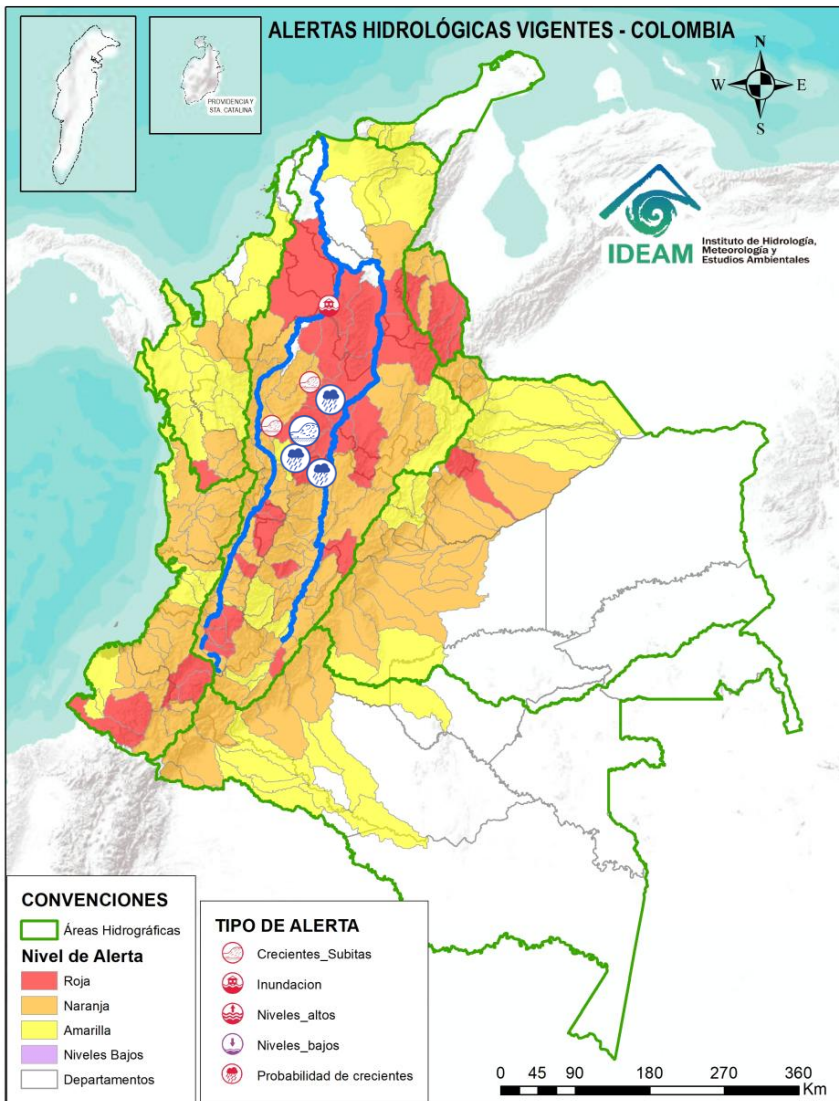 ALERTAS HIDROLÓGICAS VIGENTES - COLOMBIA
PROVIDENCIA Y
STA. CATALINA
N
W E
S
IDEAM
Instituto de Hidrología,
Meteorología y
Estudios Ambientales
CONVENCIONES
Áreas Hidrográficas
Nivel de Alerta
Roja
Naranja
Amarilla
Niveles Bajos
Departamentos
TIPO DE ALERTA
Crecientes_Subitas
Inundacion
Niveles_altos
Niveles_bajos
Probabilidad de crecientes
0 45 90 180 270 360
Km